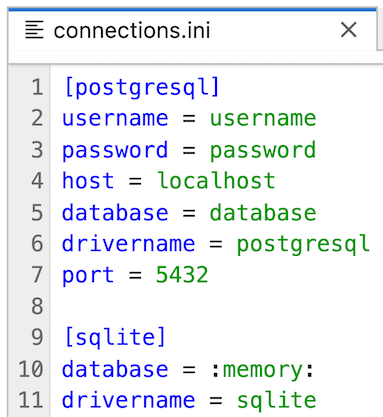 connections.ini
1 [postgresql]
2 username = username
3 password = password
4 host = localhost
5 database = database
6 drivername = postgresql
7 port = 5432
8
9 [sqlite]
10 database = :memory:
11 drivername = sqlite